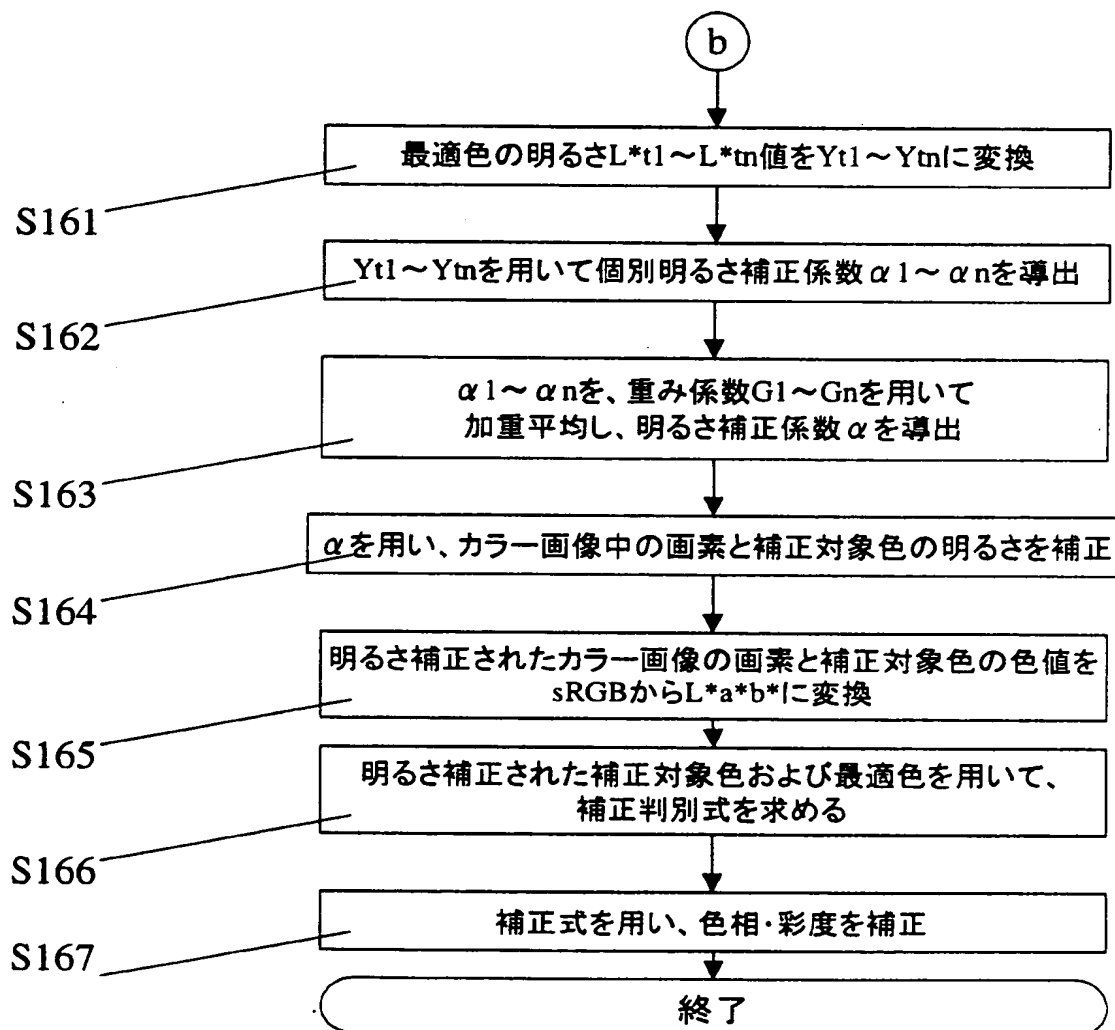 b
最適色の明るさL*t1～L*tn値をYt1～Ytnに変換
S161
Yt1～Ytnを用いて個別明るさ補正係数α1～αnを導出
S162
α1～αnを、重み係数G1～Gnを用いて
加重平均し、明るさ補正係数αを導出
S163
αを用い、カラー画像中の画素と補正対象色の明るさを補正
S164
明るさ補正されたカラー画像の画素と補正対象色の色値を
sRGBからL*a*b*に変換
S165
明るさ補正された補正対象色および最適色を用いて、
補正判別式を求める
S166
補正式を用い、色相・彩度を補正
S167
終了